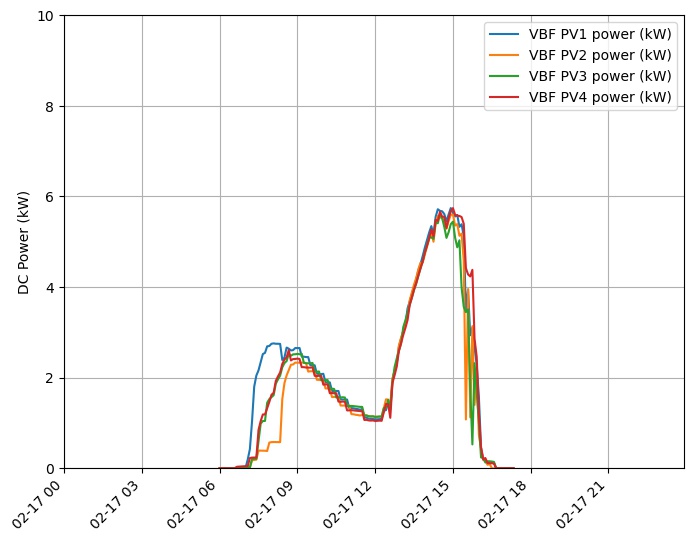 10
8
6
4
2
0
DC Power (kW)
VBF PV1 power (kW)
VBF PV2 power (kW)
VBF PV3 power (kW)
VBF PV4 power (kW)
02-17 00
02-17 03
02-17 06
02-17 09
02-17 12
02-17 15
02-17 18
02-17 21